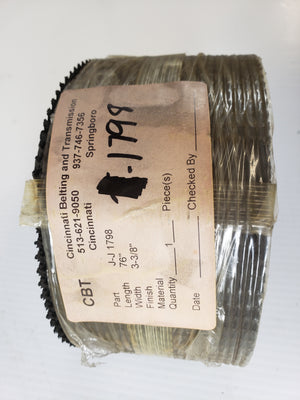 Cincinnati Belting and Transmission
513-621-9050 937-746-7356
Cincinnati Springboro
CBT
-1798
Part J-J 1798
Length 76"
Width 3-3/8"
Finish
Material
Quantity 1 Piece(s)
Date Checked By